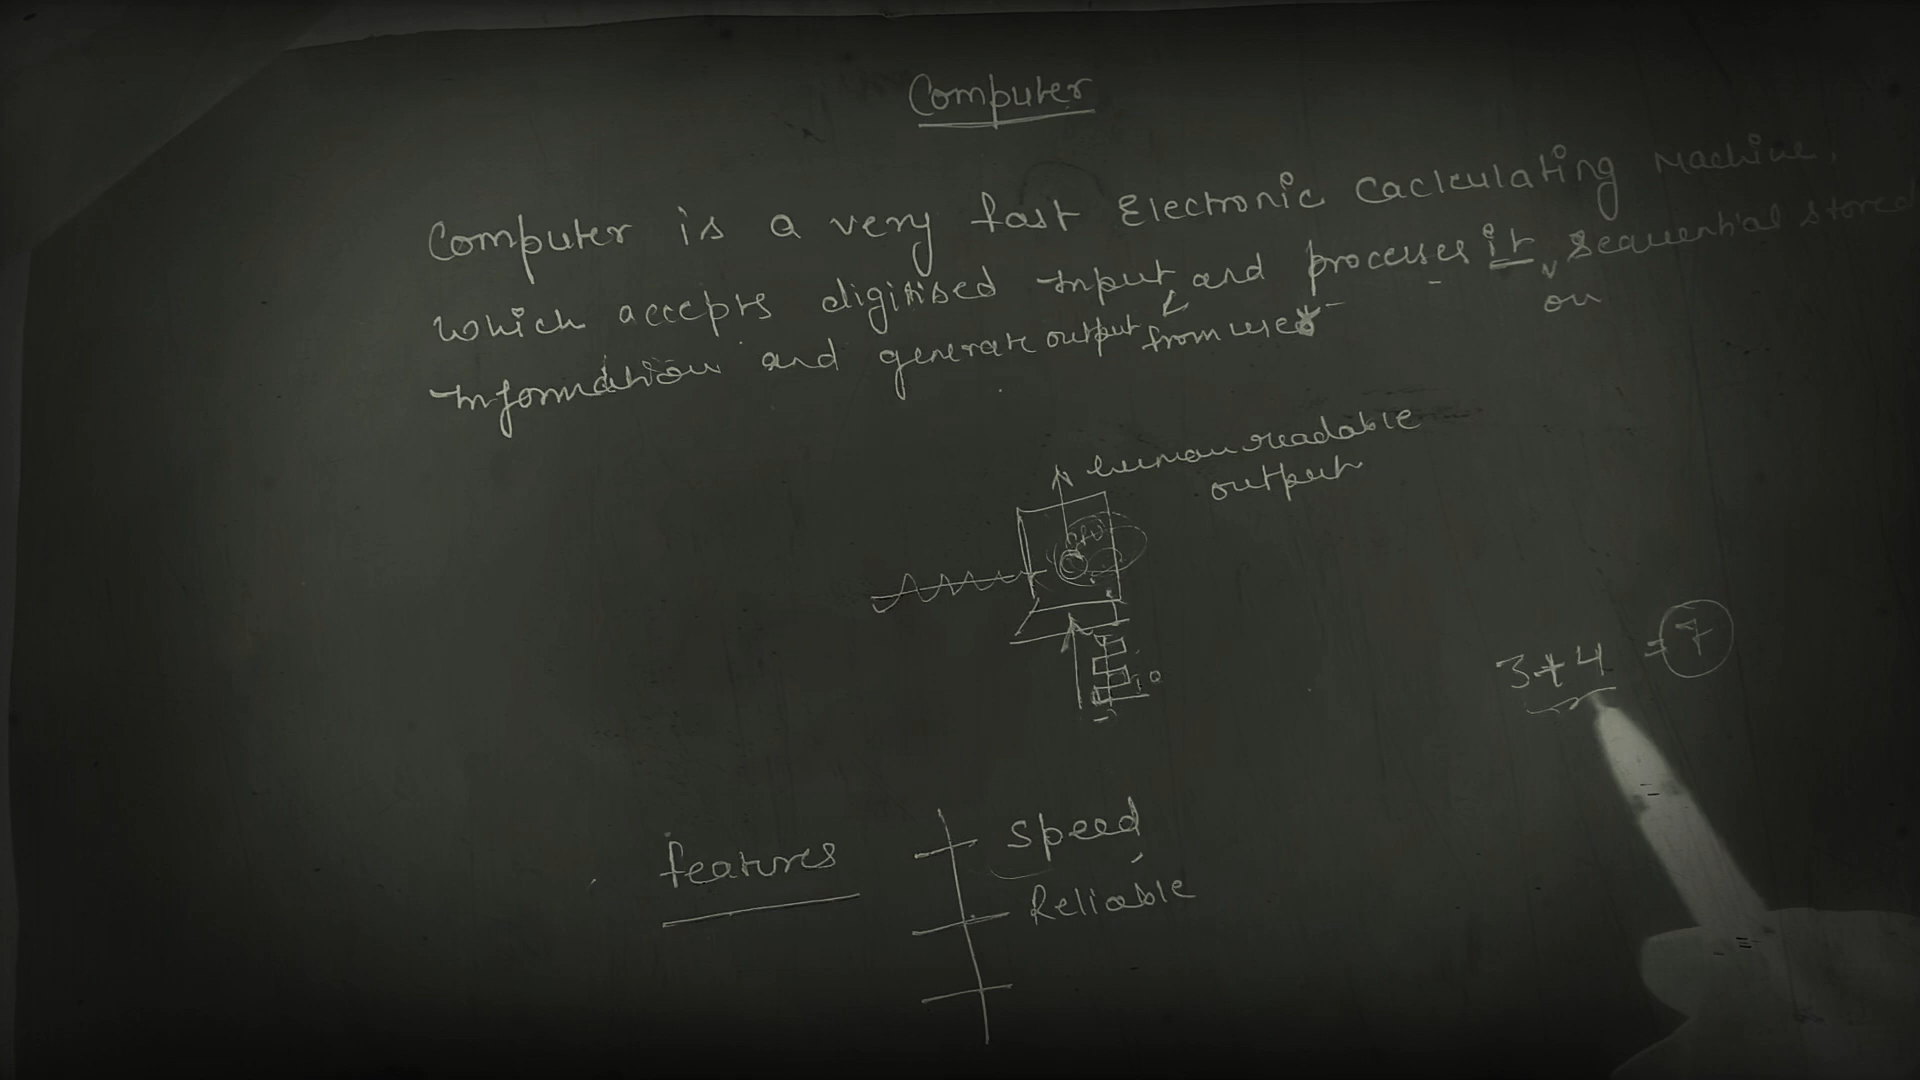 Computer
Computer is a very fast Electronic Caclculating Machine,
which accepts digitised Input and processes it sequential stored
on
Information and generate output from user
human readable
output
3+4 = 7
features
Speed
Reliable